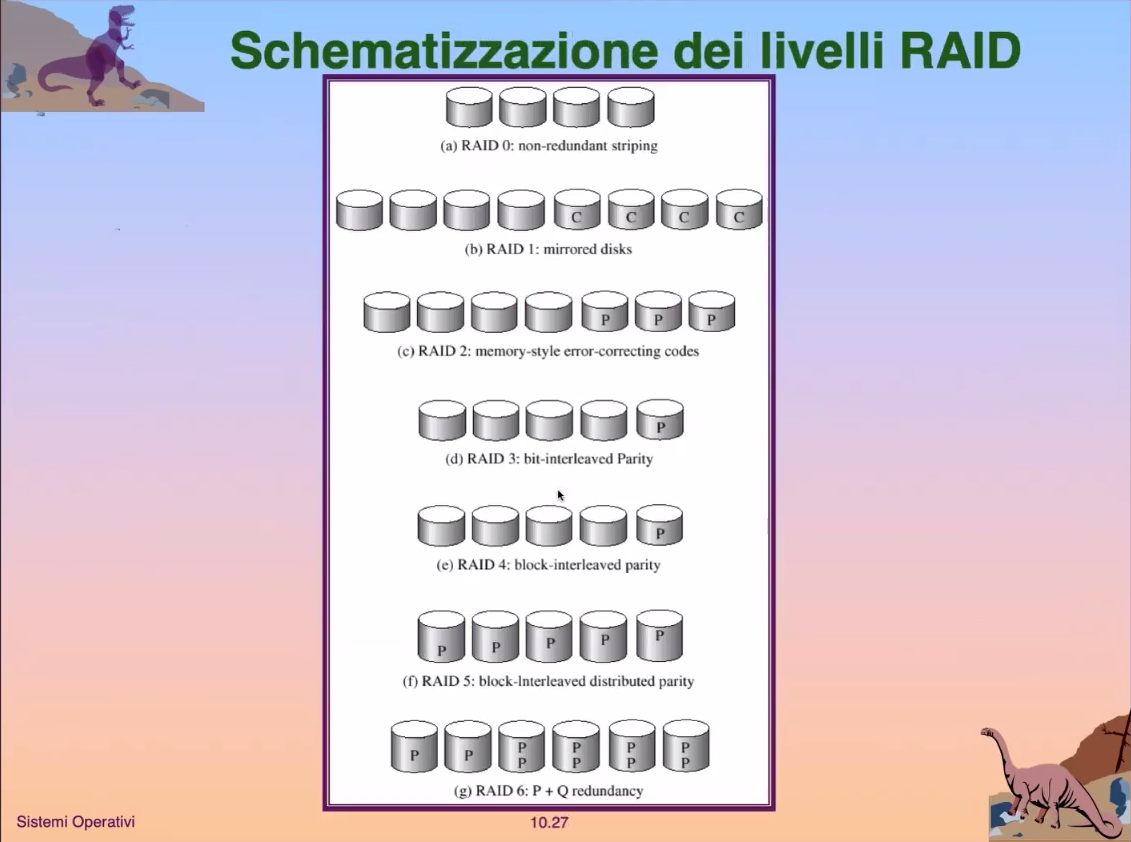 Schematizzazione dei livelli RAID
(a) RAID 0: non-redundant striping
C C C C
(b) RAID 1: mirrored disks
P P P
(c) RAID 2: memory-style error-correcting codes
P
(d) RAID 3: bit-interleaved Parity
P
(e) RAID 4: block-interleaved parity
P P P P P
(f) RAID 5: block-Interleaved distributed parity
P P P P P P
P P P P
(g) RAID 6: P + Q redundancy
Sistemi Operativi
10.27